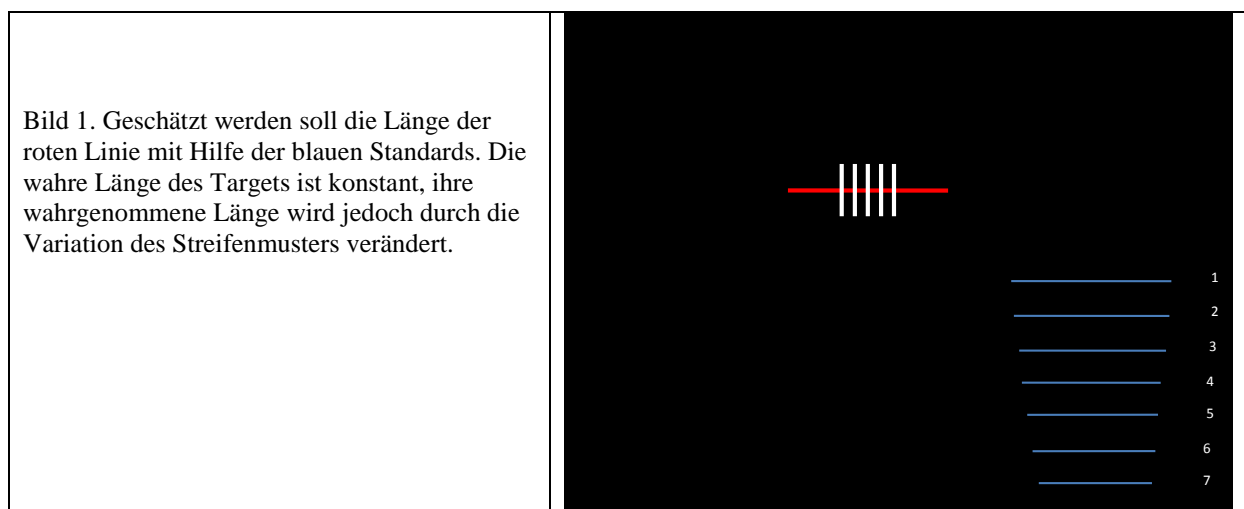 Bild 1. Geschätzt werden soll die Länge der
roten Linie mit Hilfe der blauen Standards. Die
wahre Länge des Targets ist konstant, ihre
wahrgenommene Länge wird jedoch durch die
Variation des Streifenmusters verändert.
1
2
3
4
5
6
7